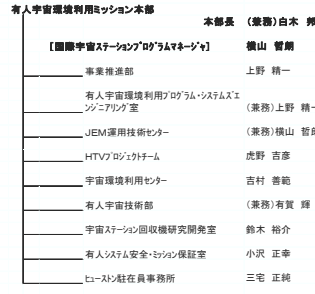 有人宇宙環境利用ミッション本部
本部長 (兼務)白木 邦
[国際宇宙ステーションプログラムマネージャ] 横山 哲朗
事業推進部 上野 精一
有人宇宙環境利用プログラム・システムズエ
ンジニアリング室 (兼務)上野 精一
JEM運用技術センター (兼務)横山 哲朗
HTVプロジェクトチーム 虎野 吉彦
宇宙環境利用センター 吉村 善範
有人宇宙技術部 (兼務)有賀 輝
宇宙ステーション回収機研究開発室 鈴木 裕介
有人システム安全・ミッション保証室 小沢 正幸
ヒューストン駐在員事務所 三宅 正純